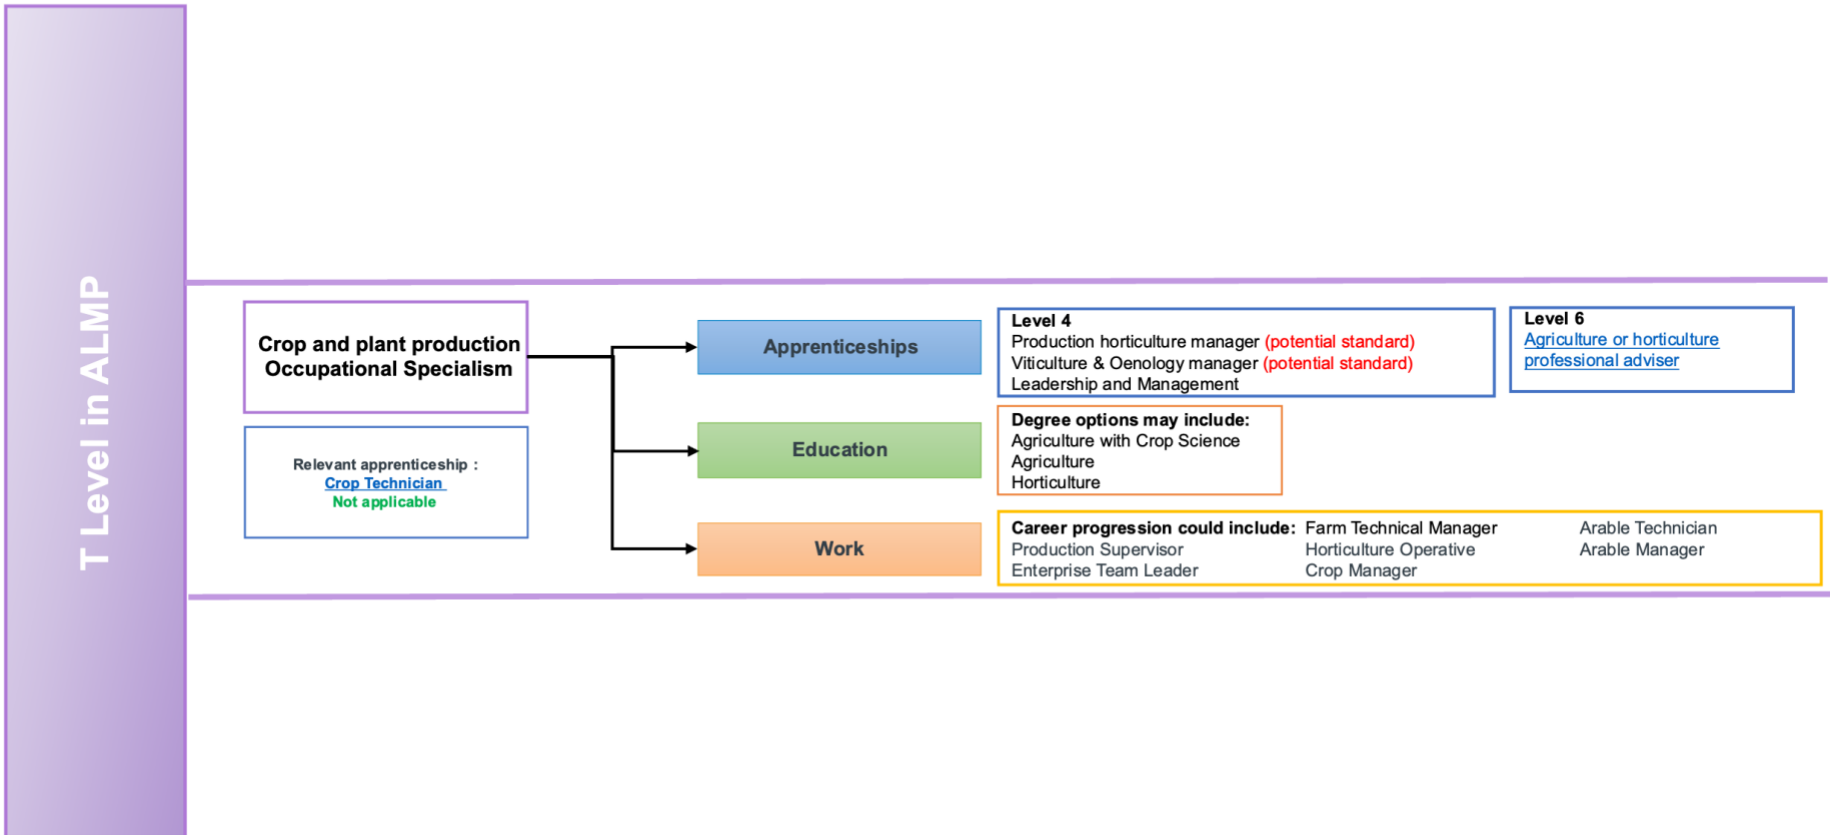 T Level in ALMP
Crop and plant production
Occupational Specialism
Relevant apprenticeship :
Crop Technician
Not applicable
Apprenticeships
Level 4
Production horticulture manager (potential standard)
Viticulture & Oenology manager (potential standard)
Leadership and Management
Level 6
Agriculture or horticulture
professional adviser
Education
Degree options may include:
Agriculture with Crop Science
Agriculture
Horticulture
Work
Career progression could include: Farm Technical Manager Arable Technician
Production Supervisor Horticulture Operative Arable Manager
Enterprise Team Leader Crop Manager